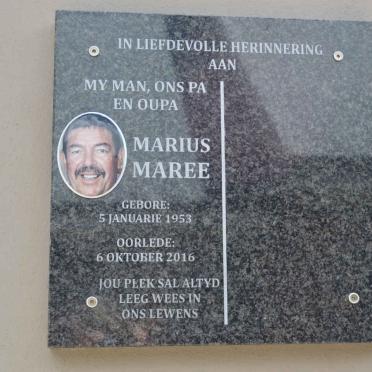 IN LIEFDEVOLLE HERINNERING
AAN
MY MAN, ONS PA
EN OUPA
MARIUS
MAREE
GEBORE:
5 JANUARIE 1953
OORLEDE:
6 OKTOBER 2016
JOU PLEK SAL ALTYD
LEEG WEES IN
ONS LEWENS